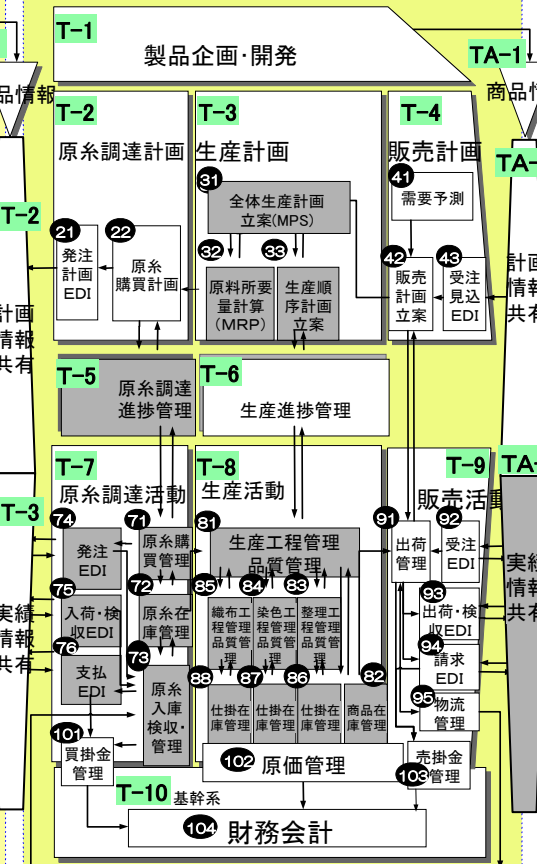 T-1
製品企画・開発
TA-1
品情報
商品情
T-2
原糸調達計画
T-3
生産計画
T-4
販売計画
TA-
T-2
計画
情報
共有
21
発注
計画
EDI
22
原糸
購買計画
31
全体生産計画
立案(MPS)
32
原料所要
量計算
(MRP)
33
生産順
序計画
立案
41
需要予測
42
販売
計画
立案
43
受注
見込
EDI
計画
情報
共有
T-5
原糸調達
進捗管理
T-6
生産進捗管理
T-7
原糸調達活動
T-8
生産活動
T-9
販売活動
TA-
T-3
実績
情報
共有
74
発注
EDI
75
入荷・検
収EDI
76
支払
EDI
71
原糸購
買管理
72
原糸在
庫管理
73
原糸
入庫
検収・
管理
81
生産工程管理
品質管理
85
織布工
程管理
品質管
理
84
染色工
程管理
品質管
理
83
整理工
程管理
品質管
理
88
仕掛在
庫管理
87
仕掛在
庫管理
86
仕掛在
庫管理
82
商品在
庫管理
91
出荷
管理
92
受注
EDI
93
出荷・検
収EDI
94
請求
EDI
95
物流
管理
実績
情報
共有
101
買掛金
管理
102
原価管理
103
売掛金
管理
T-10
基幹系
104
財務会計